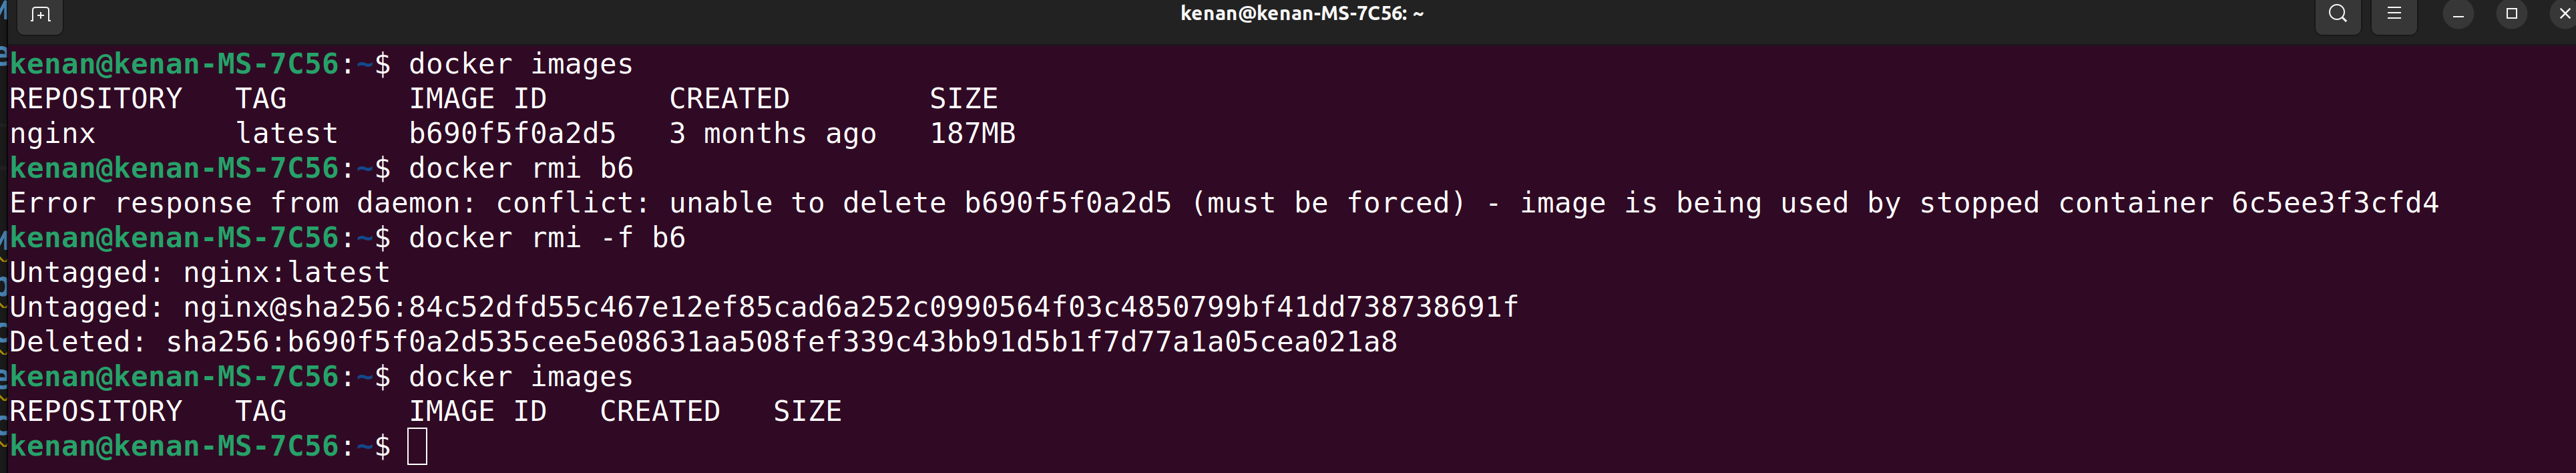 kenan@kenan-MS-7C56: ~
kenan@kenan-MS-7C56:~$ docker images
REPOSITORY   TAG       IMAGE ID       CREATED        SIZE
nginx        latest    b690f5f0a2d5   3 months ago   187MB
kenan@kenan-MS-7C56:~$ docker rmi b6
Error response from daemon: conflict: unable to delete b690f5f0a2d5 (must be forced) - image is being used by stopped container 6c5ee3f3cfd4
kenan@kenan-MS-7C56:~$ docker rmi -f b6
Untagged: nginx:latest
Untagged: nginx@sha256:84c52dfd55c467e12ef85cad6a252c0990564f03c4850799bf41dd738738691f
Deleted: sha256:b690f5f0a2d535cee5e08631aa508fef339c43bb91d5b1f7d77a1a05cea021a8
kenan@kenan-MS-7C56:~$ docker images
REPOSITORY   TAG       IMAGE ID   CREATED   SIZE
kenan@kenan-MS-7C56:~$